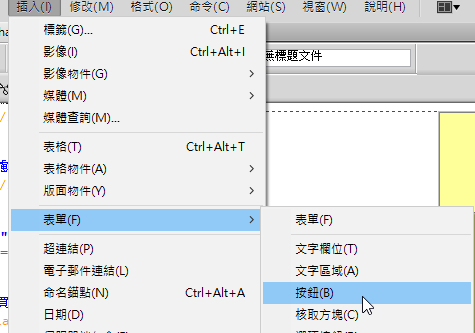 插入(I) 修改(M) 格式(O) 命令(C) 網站(S) 視窗(W) 說明(H)
標籤(G)... Ctrl+E
影像(I) Ctrl+Alt+I
影像物件(G)
媒體(M)
媒體查詢(M)...
無標題文件
表格(T) Ctrl+Alt+T
表格物件(A)
版面物件(Y)
表單(F)
超連結(P)
電子郵件連結(L)
命名錨點(N) Ctrl+Alt+A
日期(D)
表單(F)
文字欄位(T)
文字區域(A)
按鈕(B)
核取方塊(C)
買